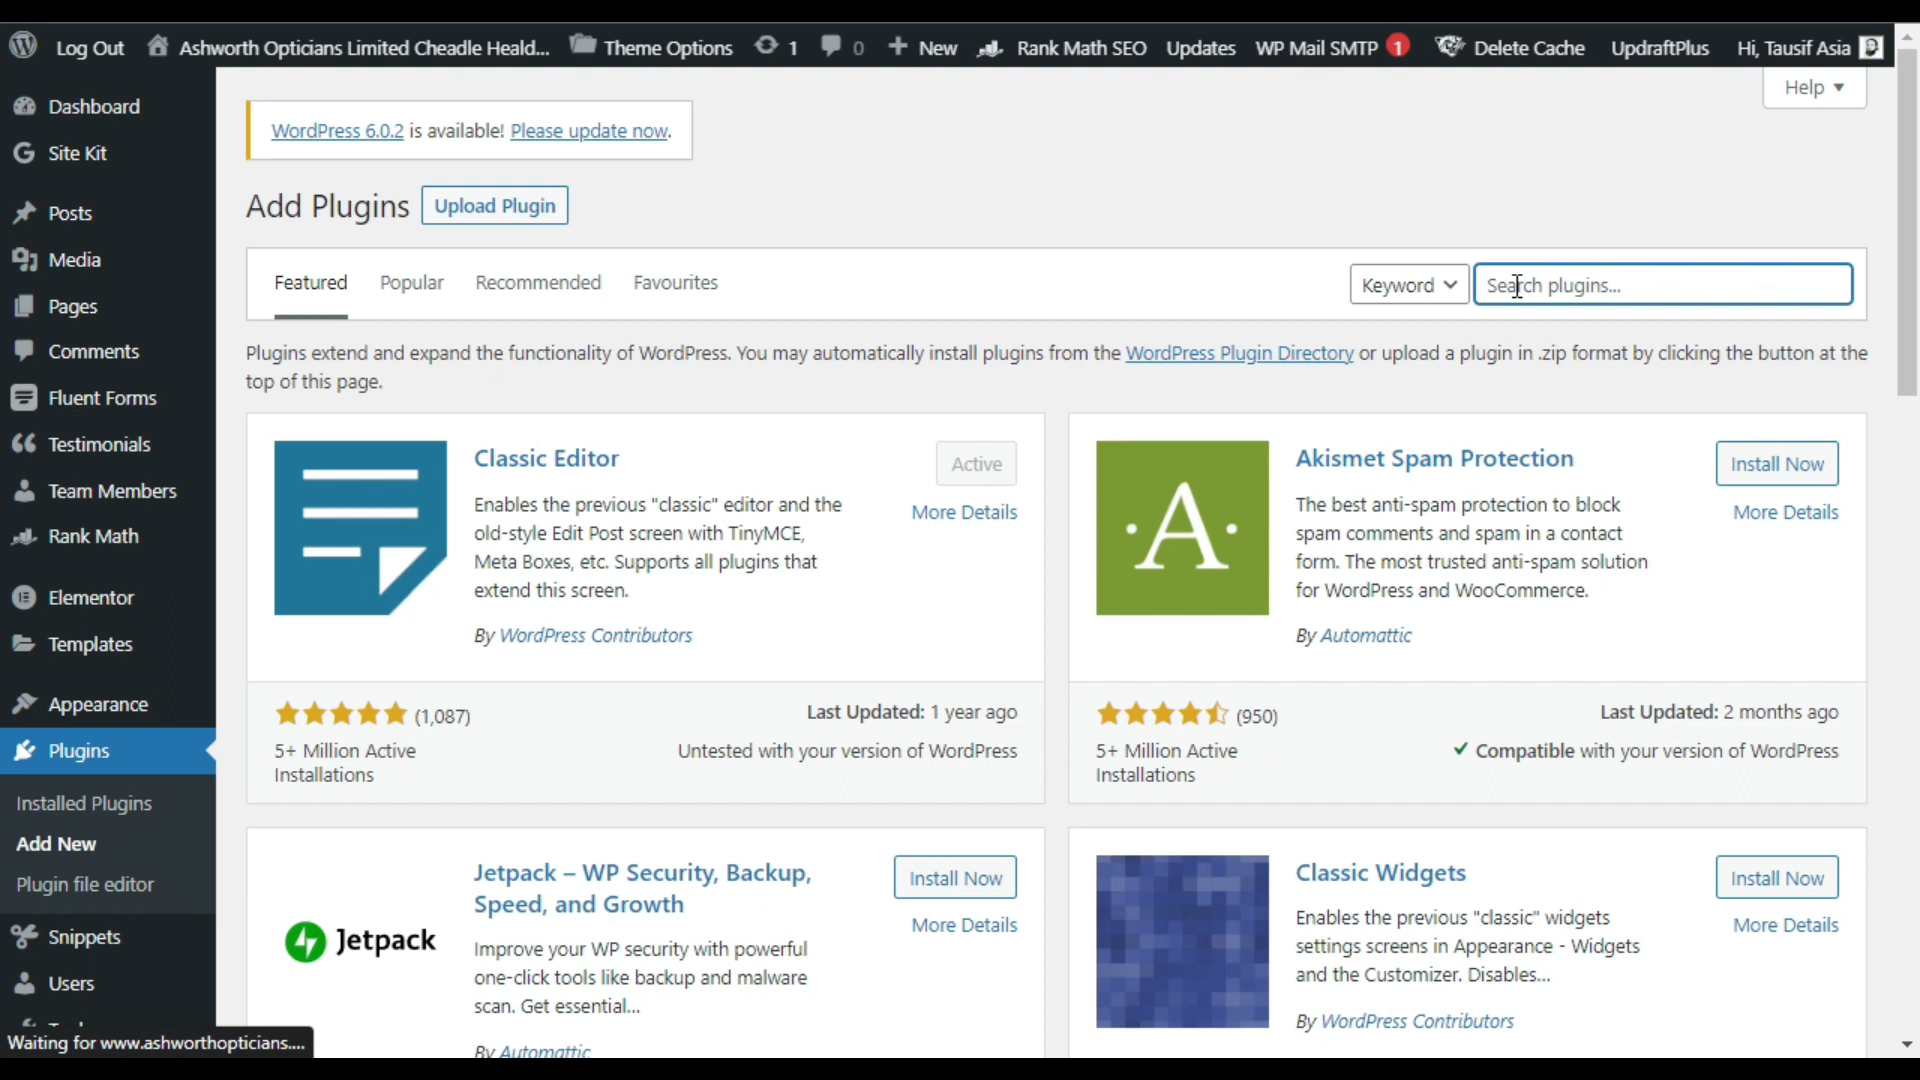 Log Out Ashworth Opticians Limited Cheadle Heald... Theme Options 1 0 New Rank Math SEO Updates WP Mail SMTP 1 Delete Cache UpdraftPlus Hi, Tausif Asia
Help
Dashboard
Site Kit
Posts
Media
Pages
Comments
Fluent Forms
Testimonials
Team Members
Rank Math
Elementor
Templates
Appearance
Plugins
Installed Plugins
Add New
Plugin file editor
Snippets
Users
Waiting for www.ashworthopticians....
WordPress 6.0.2 is available! Please update now.
Add Plugins Upload Plugin
Featured Popular Recommended Favourites Keyword Search plugins...
Plugins extend and expand the functionality of WordPress. You may automatically install plugins from the WordPress Plugin Directory or upload a plugin in .zip format by clicking the button at the
top of this page.
Classic Editor
Active
More Details
Enables the previous "classic" editor and the
old-style Edit Post screen with TinyMCE,
Meta Boxes, etc. Supports all plugins that
extend this screen.
By WordPress Contributors
(1,087)
5+ Million Active
Installations
Last Updated: 1 year ago
Untested with your version of WordPress
A
Akismet Spam Protection
Install Now
More Details
The best anti-spam protection to block
spam comments and spam in a contact
form. The most trusted anti-spam solution
for WordPress and WooCommerce.
By Automattic
(950)
5+ Million Active
Installations
Last Updated: 2 months ago
Compatible with your version of WordPress
Jetpack
Jetpack – WP Security, Backup,
Speed, and Growth
Install Now
More Details
Improve your WP security with powerful
one-click tools like backup and malware
scan. Get essential...
By Automattic
Classic Widgets
Install Now
More Details
Enables the previous "classic" widgets
settings screens in Appearance - Widgets
and the Customizer. Disables...
By WordPress Contributors